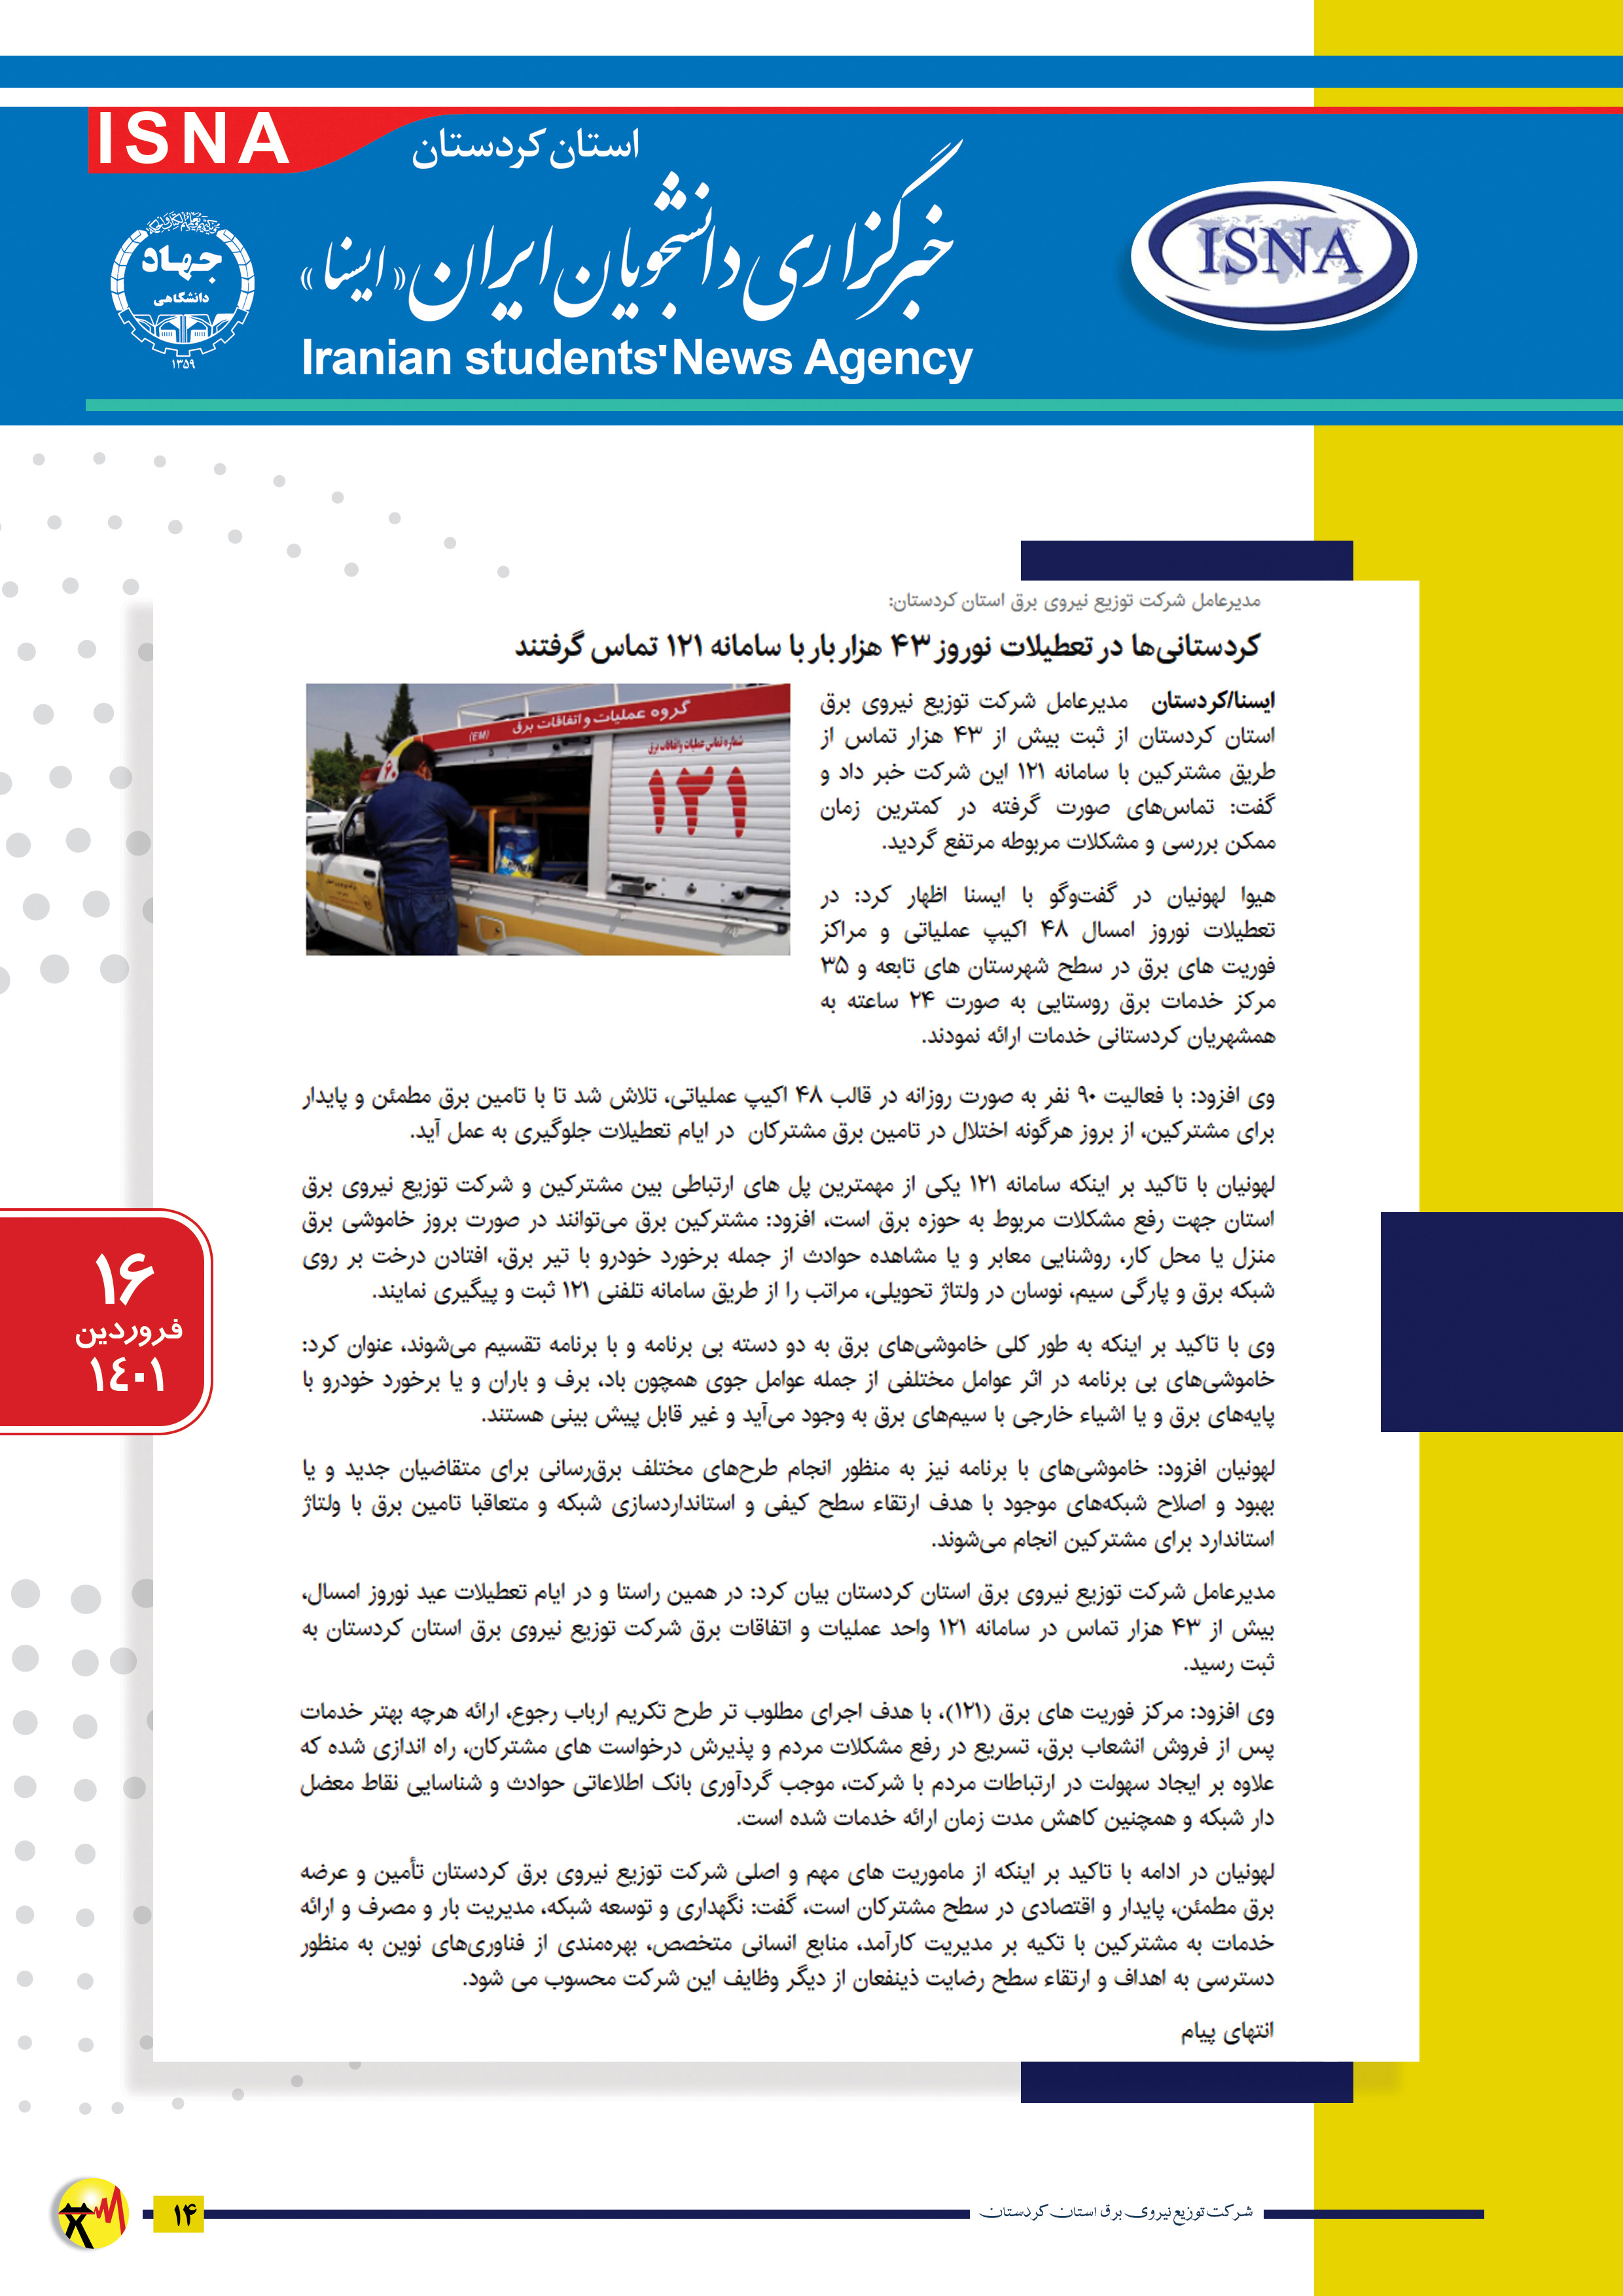 ISNA
استان کردستان
خبرگزاری دانشجویان ایران «ایسنا»
Iranian students' News Agency
ISNA
جهاد
دانشگاهی
۱۳۵۹
مدیرعامل شرکت توزیع نیروی برق استان کردستان:
کردستانی‌ها در تعطیلات نوروز ۴۳ هزار بار با سامانه ۱۲۱ تماس گرفتند
گروه عملیات و اتفاقات برق (EM)
شماره تماس عملیات و اتفاقات برق
۱۲۱
ایسنا/کردستان مدیرعامل شرکت توزیع نیروی برق
استان کردستان از ثبت بیش از ۴۳ هزار تماس از
طریق مشترکین با سامانه ۱۲۱ این شرکت خبر داد و
گفت: تماس‌های صورت گرفته در کمترین زمان
ممکن بررسی و مشکلات مربوطه مرتفع گردید.
هیوا لهونیان در گفت‌وگو با ایسنا اظهار کرد: در
تعطیلات نوروز امسال ۴۸ اکیپ عملیاتی و مراکز
فوریت های برق در سطح شهرستان های تابعه و ۳۵
مرکز خدمات برق روستایی به صورت ۲۴ ساعته به
همشهریان کردستانی خدمات ارائه نمودند.
وی افزود: با فعالیت ۹۰ نفر به صورت روزانه در قالب ۴۸ اکیپ عملیاتی، تلاش شد تا با تامین برق مطمئن و پایدار
برای مشترکین، از بروز هرگونه اختلال در تامین برق مشترکان در ایام تعطیلات جلوگیری به عمل آید.
لهونیان با تاکید بر اینکه سامانه ۱۲۱ یکی از مهمترین پل های ارتباطی بین مشترکین و شرکت توزیع نیروی برق
استان جهت رفع مشکلات مربوط به حوزه برق است، افزود: مشترکین برق می‌توانند در صورت بروز خاموشی برق
منزل یا محل کار، روشنایی معابر و یا مشاهده حوادث از جمله برخورد خودرو با تیر برق، افتادن درخت بر روی
شبکه برق و پارگی سیم، نوسان در ولتاژ تحویلی، مراتب را از طریق سامانه تلفنی ۱۲۱ ثبت و پیگیری نمایند.
وی با تاکید بر اینکه به طور کلی خاموشی‌های برق به دو دسته بی برنامه و با برنامه تقسیم می‌شوند، عنوان کرد:
خاموشی‌های بی برنامه در اثر عوامل مختلفی از جمله عوامل جوی همچون باد، برف و باران و یا برخورد خودرو با
پایه‌های برق و یا اشیاء خارجی با سیم‌های برق به وجود می‌آید و غیر قابل پیش بینی هستند.
لهونیان افزود: خاموشی‌های با برنامه نیز به منظور انجام طرح‌های مختلف برق‌رسانی برای متقاضیان جدید و یا
بهبود و اصلاح شبکه‌های موجود با هدف ارتقاء سطح کیفی و استانداردسازی شبکه و متعاقبا تامین برق با ولتاژ
استاندارد برای مشترکین انجام می‌شوند.
مدیرعامل شرکت توزیع نیروی برق استان کردستان بیان کرد: در همین راستا و در ایام تعطیلات عید نوروز امسال،
بیش از ۴۳ هزار تماس در سامانه ۱۲۱ واحد عملیات و اتفاقات برق شرکت توزیع نیروی برق استان کردستان به
ثبت رسید.
وی افزود: مرکز فوریت های برق (۱۲۱)، با هدف اجرای مطلوب تر طرح تکریم ارباب رجوع، ارائه هرچه بهتر خدمات
پس از فروش انشعاب برق، تسریع در رفع مشکلات مردم و پذیرش درخواست های مشترکان، راه اندازی شده که
علاوه بر ایجاد سهولت در ارتباطات مردم با شرکت، موجب گردآوری بانک اطلاعاتی حوادث و شناسایی نقاط معضل
دار شبکه و همچنین کاهش مدت زمان ارائه خدمات شده است.
لهونیان در ادامه با تاکید بر اینکه از ماموریت های مهم و اصلی شرکت توزیع نیروی برق کردستان تأمین و عرضه
برق مطمئن، پایدار و اقتصادی در سطح مشترکان است، گفت: نگهداری و توسعه شبکه، مدیریت بار و مصرف و ارائه
خدمات به مشترکین با تکیه بر مدیریت کارآمد، منابع انسانی متخصص، بهره‌مندی از فناوری‌های نوین به منظور
دسترسی به اهداف و ارتقاء سطح رضایت ذینفعان از دیگر وظایف این شرکت محسوب می شود.
انتهای پیام
۱۶
فروردین
۱٤۰۱
شرکت توزیع نیروی برق استان کردستان
۱۴